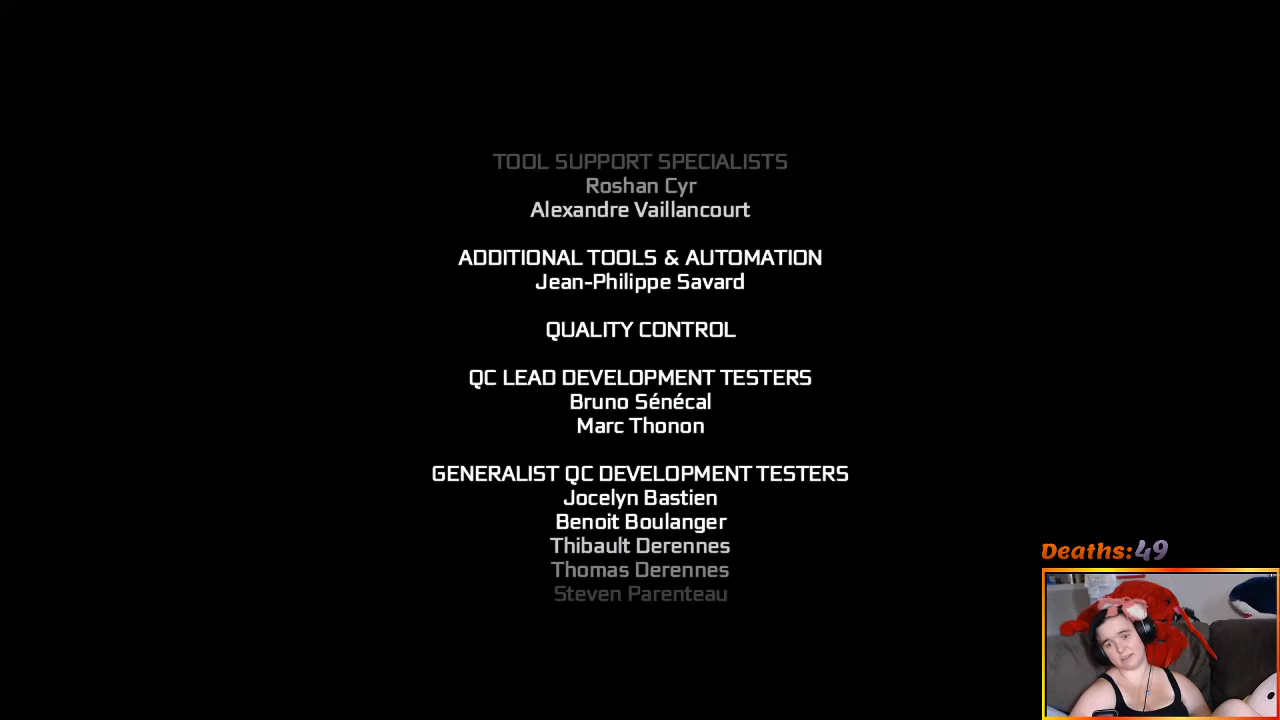 TOOL SUPPORT SPECIALISTS
Roshan Cyr
Alexandre Vaillancourt
ADDITIONAL TOOLS & AUTOMATION
Jean-Philippe Savard
QUALITY CONTROL
QC LEAD DEVELOPMENT TESTERS
Bruno Sénécal
Marc Thonon
GENERALIST QC DEVELOPMENT TESTERS
Jocelyn Bastien
Benoit Boulanger
Thibault Derennes
Thomas Derennes
Steven Parenteau
Deaths:49